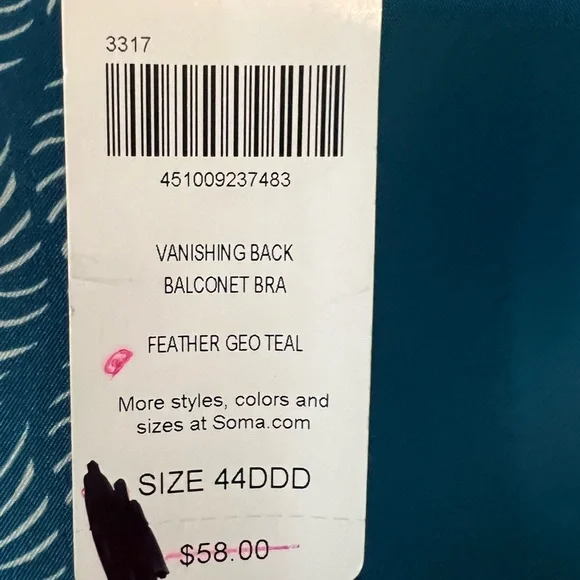 3317
451009237483
VANISHING BACK
BALCONET BRA
FEATHER GEO TEAL
More styles, colors and
sizes at Soma.com
SIZE 44DDD
$58.00